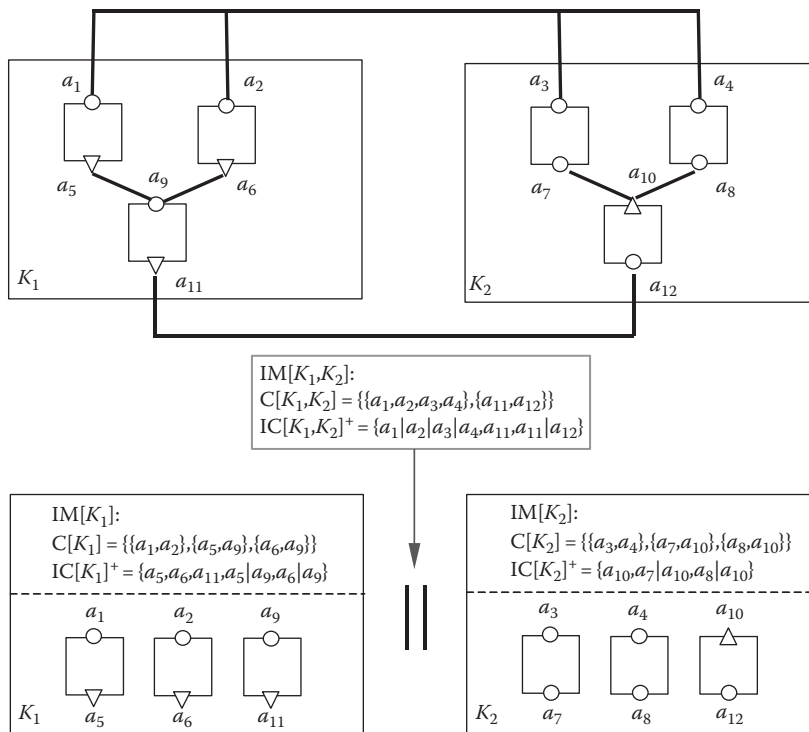 a1 a2 a3 a4
a5 a9 a6 a7 a10 a8
K1 a11 K2 a12
IM[K1,K2]:
C[K1,K2] = {{a1,a2,a3,a4},{a11,a12}}
IC[K1,K2]+ = {a1|a2|a3|a4,a11,a11|a12}
IM[K1]:
C[K1] = {{a1,a2},{a5,a9},{a6,a9}}
IC[K1]+ = {a5,a6,a11,a5|a9,a6|a9}
a1 a2 a9
K1 a5 a6 a11
IM[K2]:
C[K2] = {{a3,a4},{a7,a10},{a8,a10}}
IC[K2]+ = {a10,a7|a10,a8|a10}
a3 a4 a10
K2 a7 a8 a12